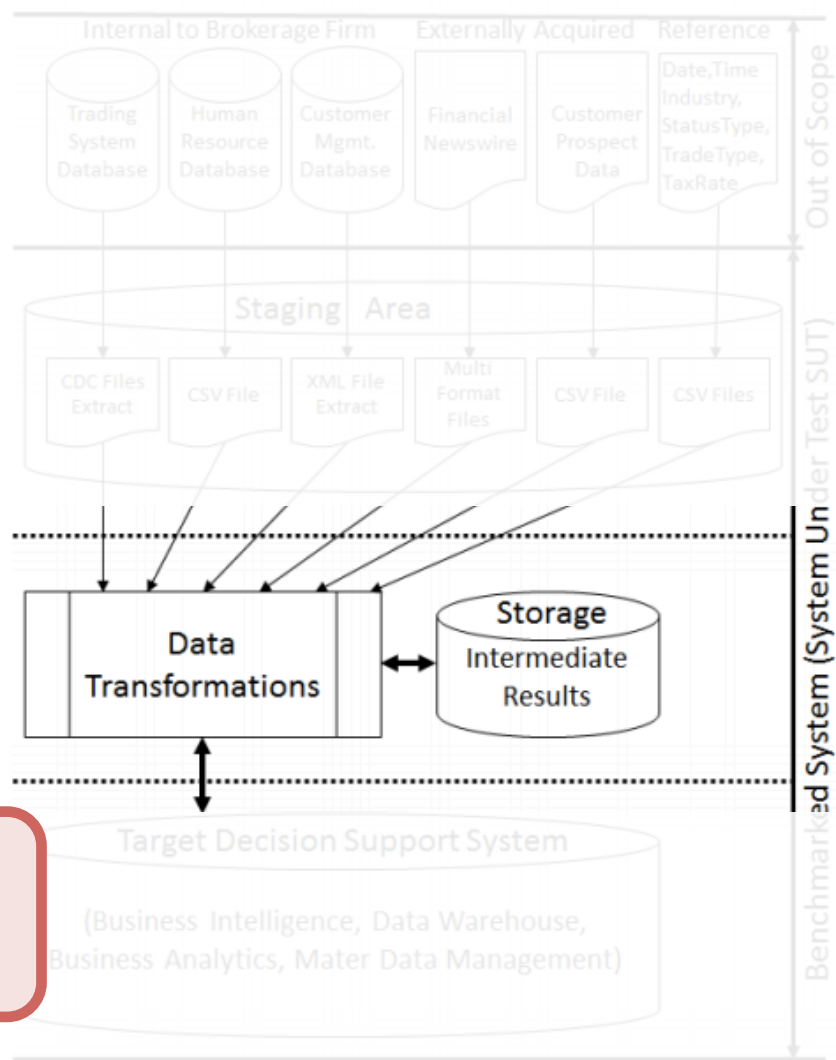 Internal to Brokerage Firm
Externally Acquired
Reference
Trading
System
Database
Human
Resource
Database
Customer
Mgmt.
Database
Financial
Newswire
Customer
Prospect
Data
Date,Time
Industry,
StatusType,
TradeType,
TaxRate
Out of Scope
Staging Area
CDC Files
Extract
CSV File
XML File
Extract
Multi
Format
Files
CSV File
CSV Files
Data
Transformations
Storage
Intermediate
Results
Benchmarked System (System Under Test SUT)
Target Decision Support System
(Business Intelligence, Data Warehouse,
Business Analytics, Mater Data Management)